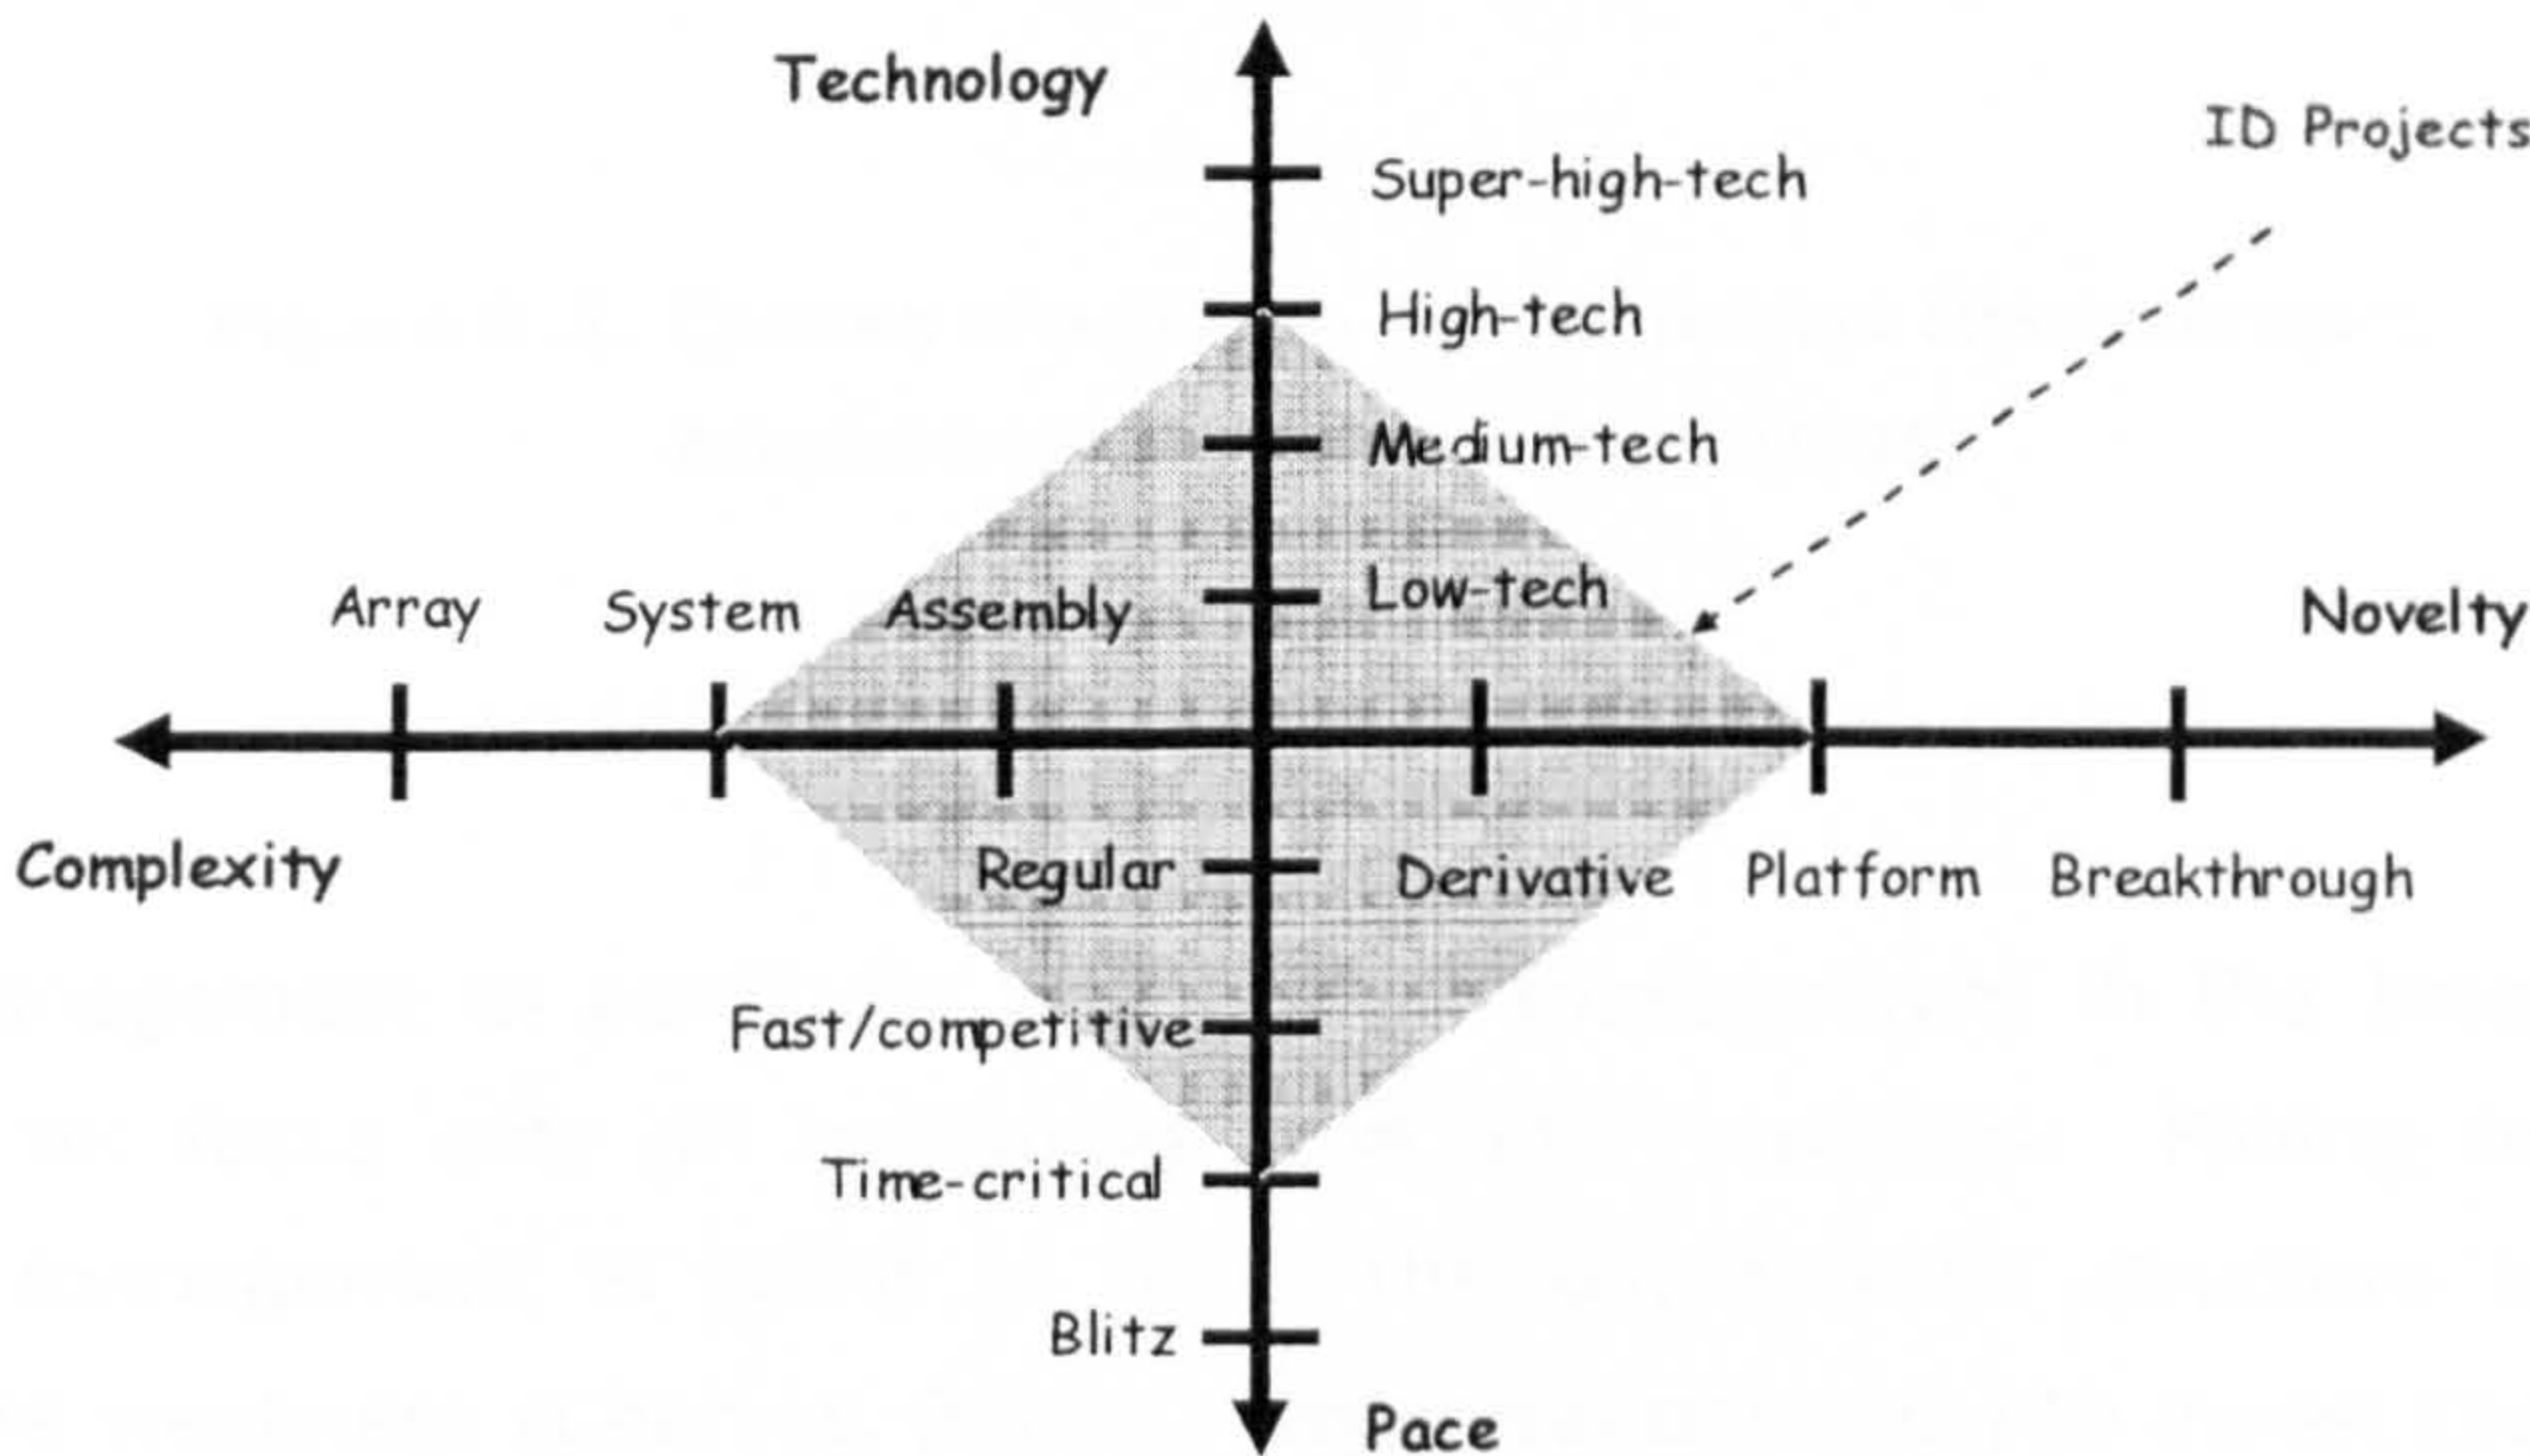 Technology
ID Projects
Super-high-tech
High-tech
Medium-tech
Low-tech
Array
System
Assembly
Novelty
Complexity
Regular
Derivative
Platform
Breakthrough
Fast/competitive
Time-critical
Blitz
Pace